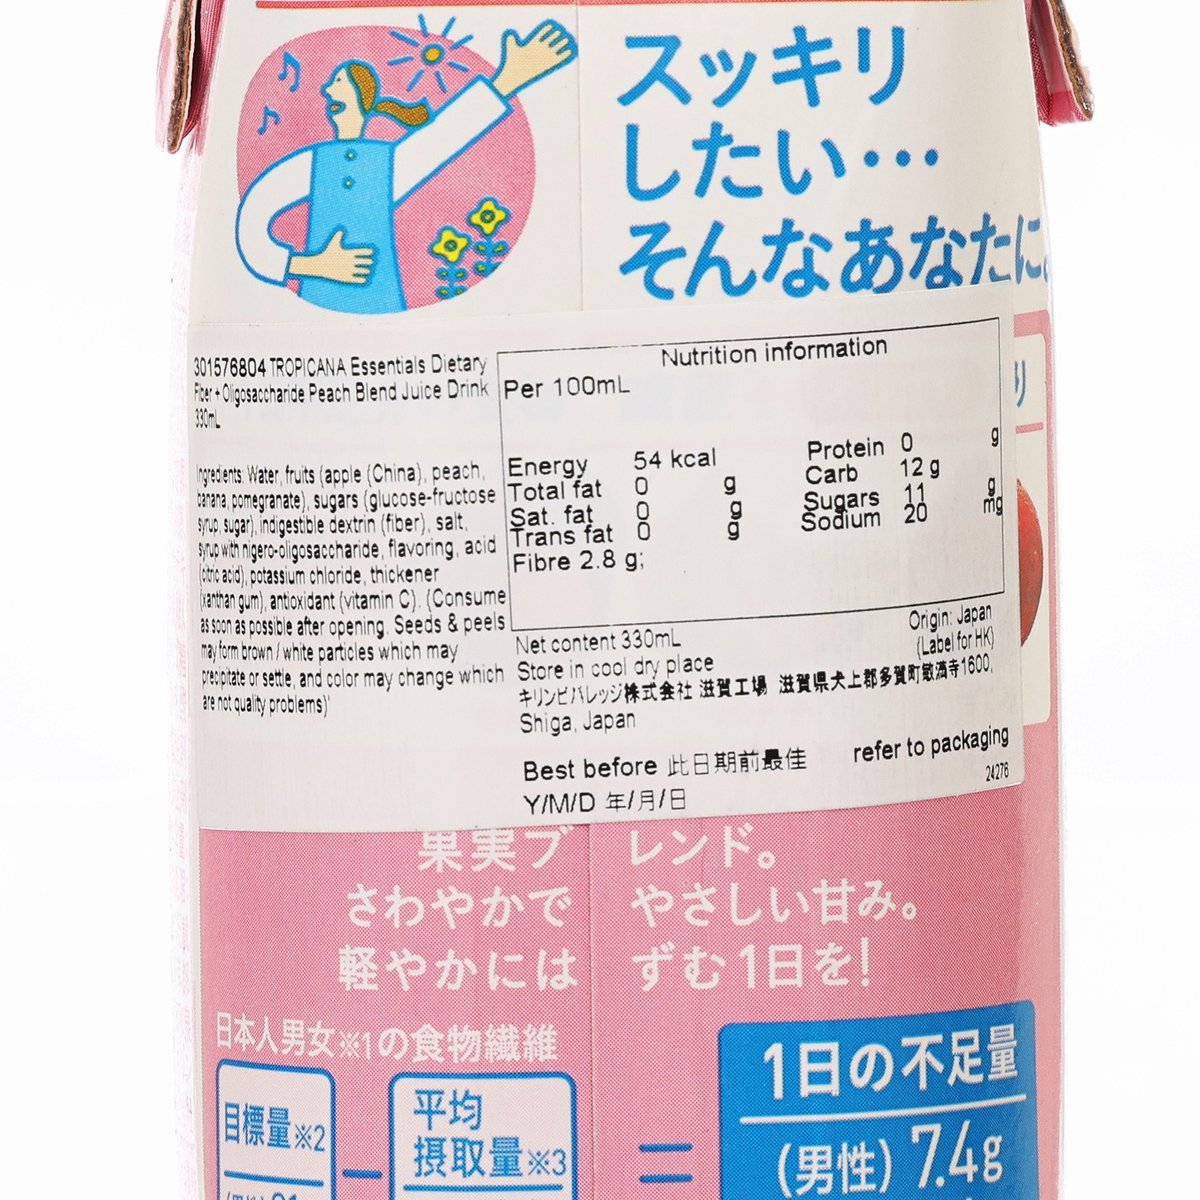 スッキリ
したい…
そんなあなたに。
301576804 TROPICANA Essentials Dietary
Fiber + Oligosaccharide Peach Blend Juice Drink
330mL
Ingredients: Water, fruits (apple (China), peach,
banana, pomegranate), sugars (glucose-fructose
syrup, sugar), indigestible dextrin (fiber), salt,
syrup with nigero-oligosaccharide, flavoring, acid
(citric acid), potassium chloride, thickener
(xanthan gum), antioxidant (vitamin C). (Consume
as soon as possible after opening. Seeds & peels
may form brown / white particles which may
precipitate or settle, and color may change which
are not quality problems)'
Nutrition information
Per 100mL
Energy 54 kcal Protein 0 g
Total fat 0 g Carb 12 g
Sat. fat 0 g Sugars 11 g
Trans fat 0 g Sodium 20 mg
Fibre 2.8 g;
Net content 330mL Origin: Japan
Store in cool dry place (Label for HK)
キリンビバレッジ株式会社 滋賀工場 滋賀県犬上郡多賀町敏満寺1600,
Shiga, Japan
Best before 此日期前最佳 refer to packaging
Y/M/D 年/月/日 24276
り
果実ブレンド。
さわやかでやさしい甘み。
軽やかにはずむ1日を!
日本人男女※1の食物繊維
目標量※2
－
平均
摂取量※3
＝
1日の不足量
(男性) 7.4g